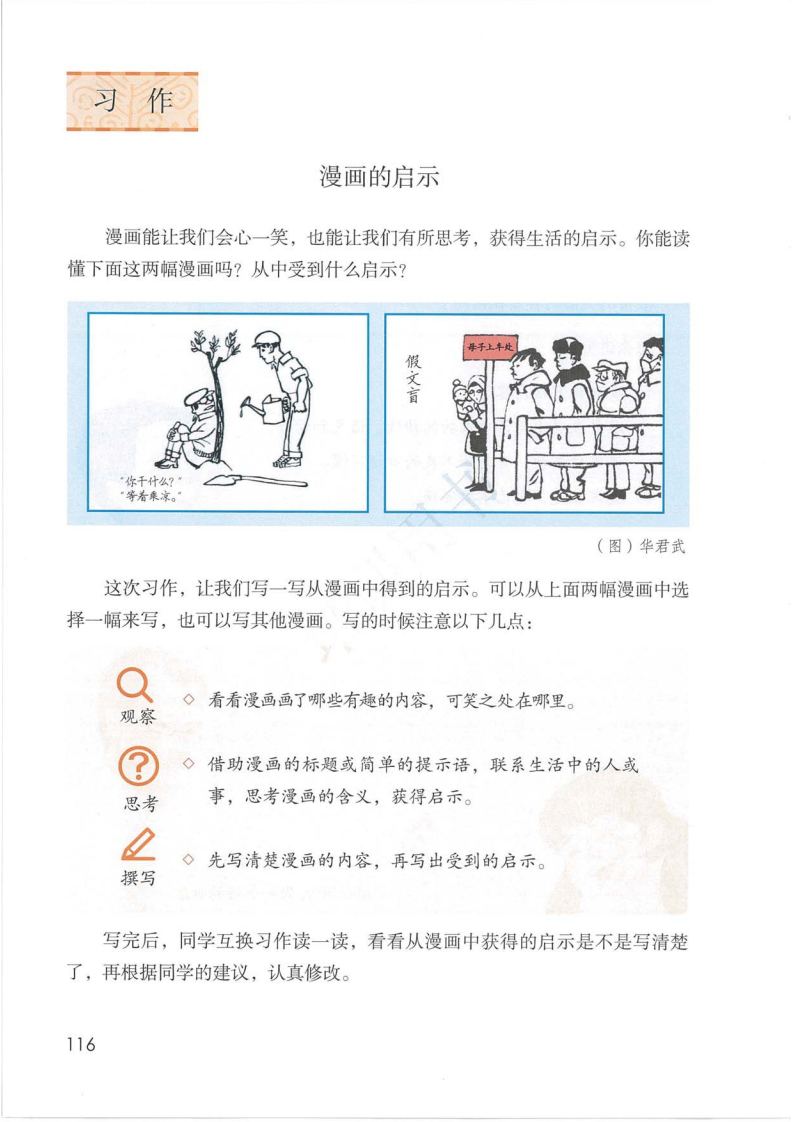 习 作
漫画的启示
漫画能让我们会心一笑，也能让我们有所思考，获得生活的启示。你能读
懂下面这两幅漫画吗？从中受到什么启示？
“你干什么？”
“等着乘凉。”
假文盲
母子上车处
（图）华君武
这次习作，让我们写一写从漫画中得到的启示。可以从上面两幅漫画中选
择一幅来写，也可以写其他漫画。写的时候注意以下几点：
观察
◇ 看看漫画画了哪些有趣的内容，可笑之处在哪里。
思考
◇ 借助漫画的标题或简单的提示语，联系生活中的人或
事，思考漫画的含义，获得启示。
撰写
◇ 先写清楚漫画的内容，再写出受到的启示。
写完后，同学互换习作读一读，看看从漫画中获得的启示是不是写清楚
了，再根据同学的建议，认真修改。
116